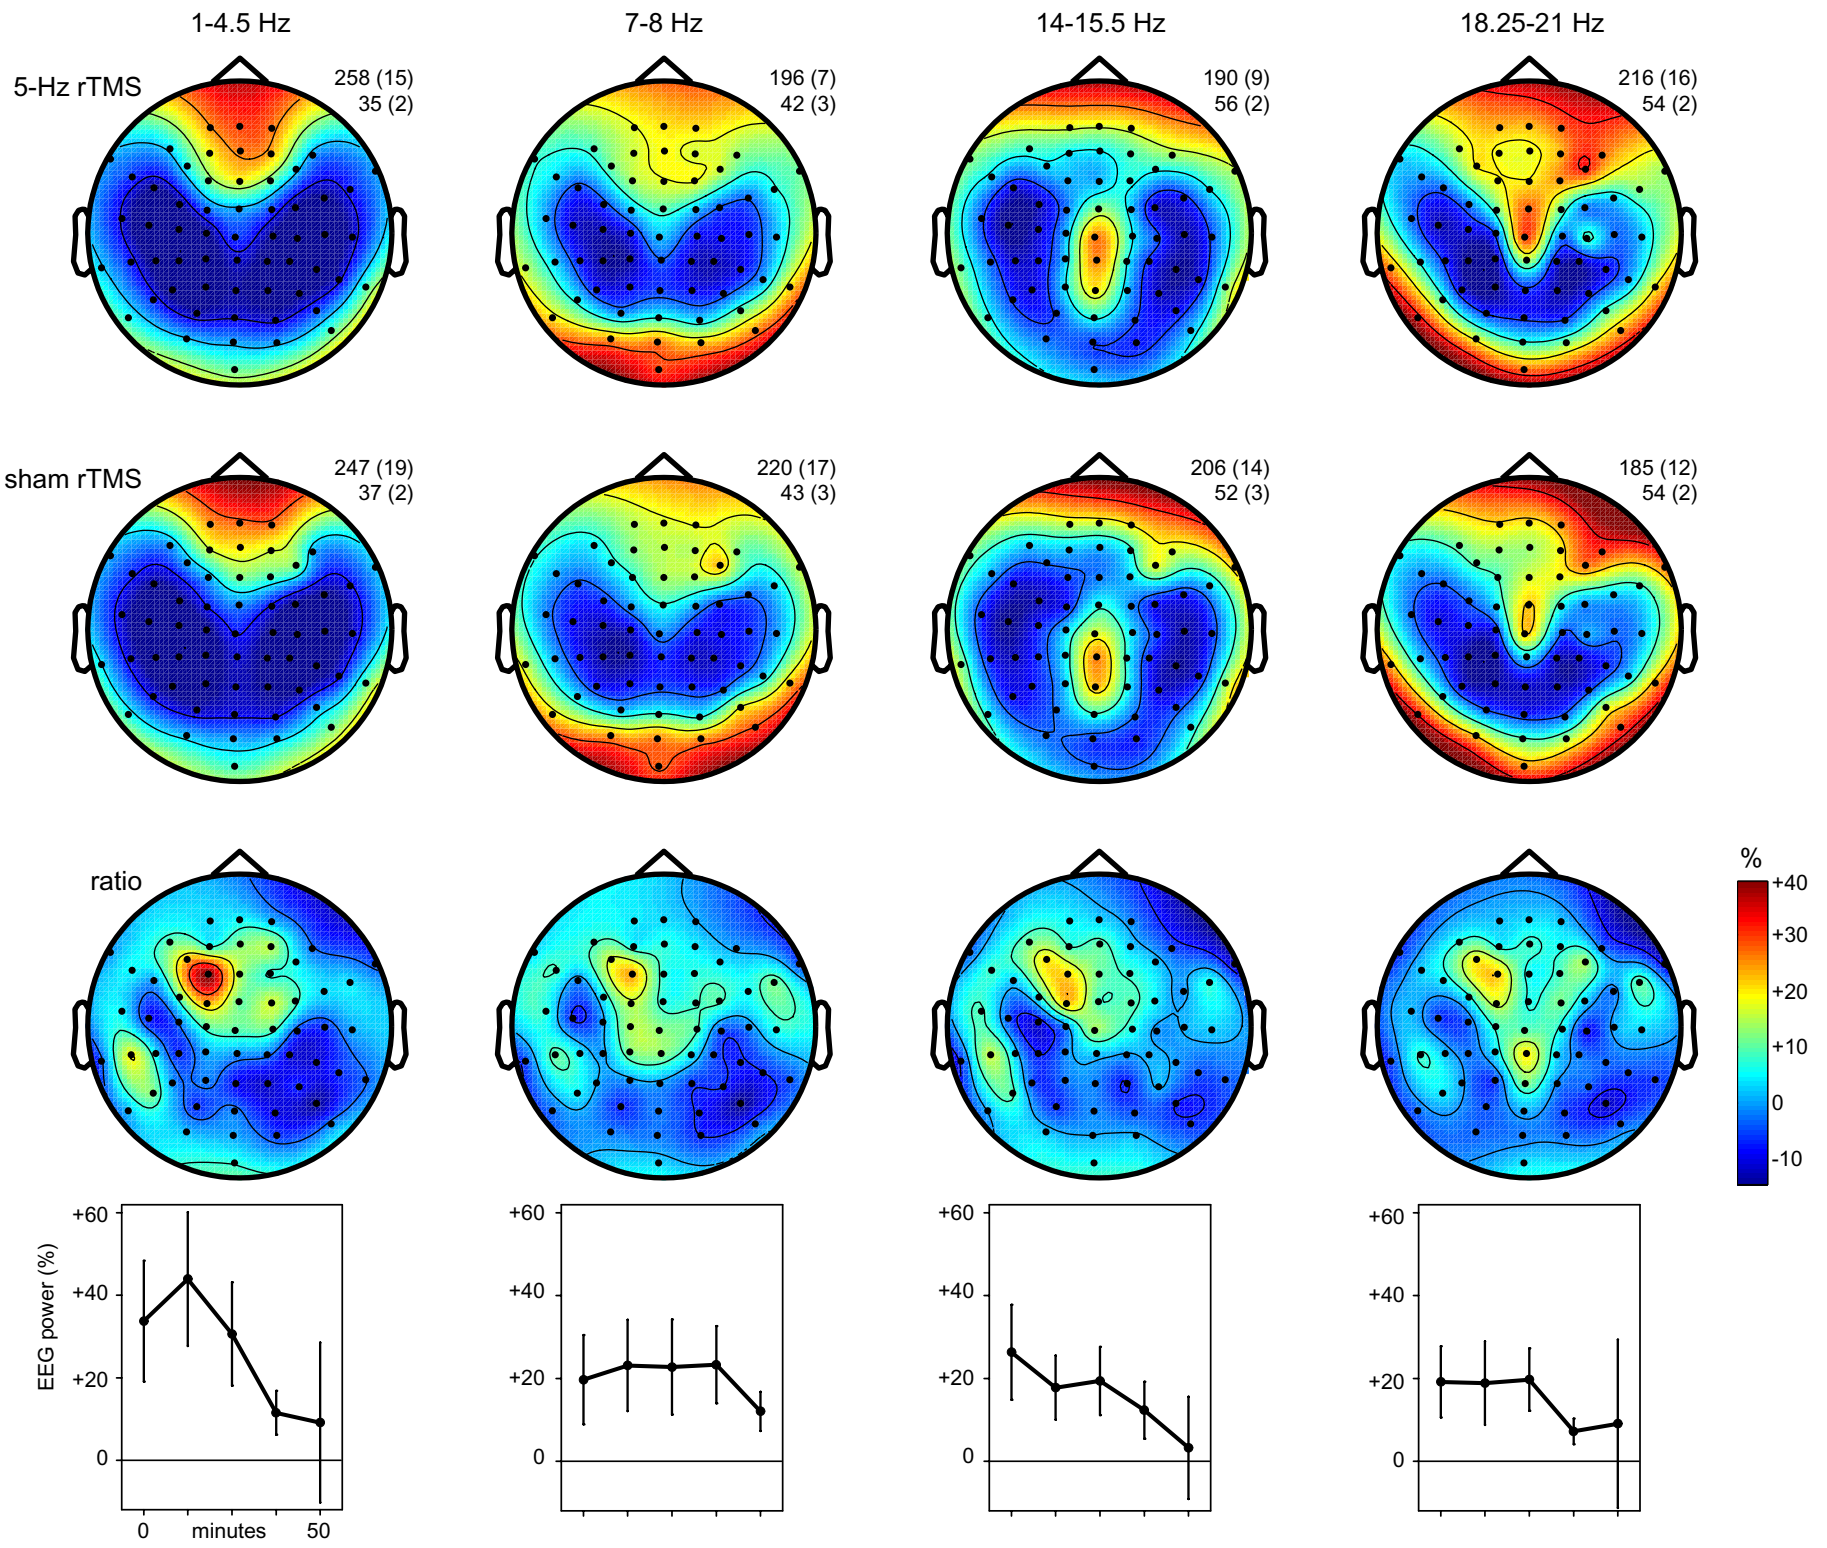 1-4.5 Hz 7-8 Hz 14-15.5 Hz 18.25-21 Hz
5-Hz rTMS 258 (15) 196 (7) 190 (9) 216 (16)
35 (2) 42 (3) 56 (2) 54 (2)
sham rTMS 247 (19) 220 (17) 206 (14) 185 (12)
37 (2) 43 (3) 52 (3) 54 (2)
ratio
%
+40
+30
+20
+10
0
-10
EEG power (%)
+60 +60 +60 +60
+40 +40 +40 +40
+20 +20 +20 +20
0 0 0 0
0 minutes 50